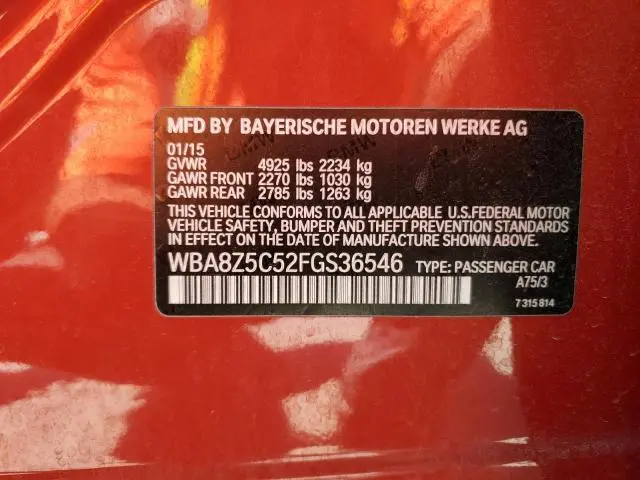 MFD BY BAYERISCHE MOTOREN WERKE AG
01/15
GVWR 4925 lbs 2234 kg
GAWR FRONT 2270 lbs 1030 kg
GAWR REAR 2785 lbs 1263 kg
THIS VEHICLE CONFORMS TO ALL APPLICABLE U.S.FEDERAL MOTOR
VEHICLE SAFETY, BUMPER AND THEFT PREVENTION STANDARDS
IN EFFECT ON THE DATE OF MANUFACTURE SHOWN ABOVE.
WBA8Z5C52FGS36546 TYPE: PASSENGER CAR
A75/3
7315814